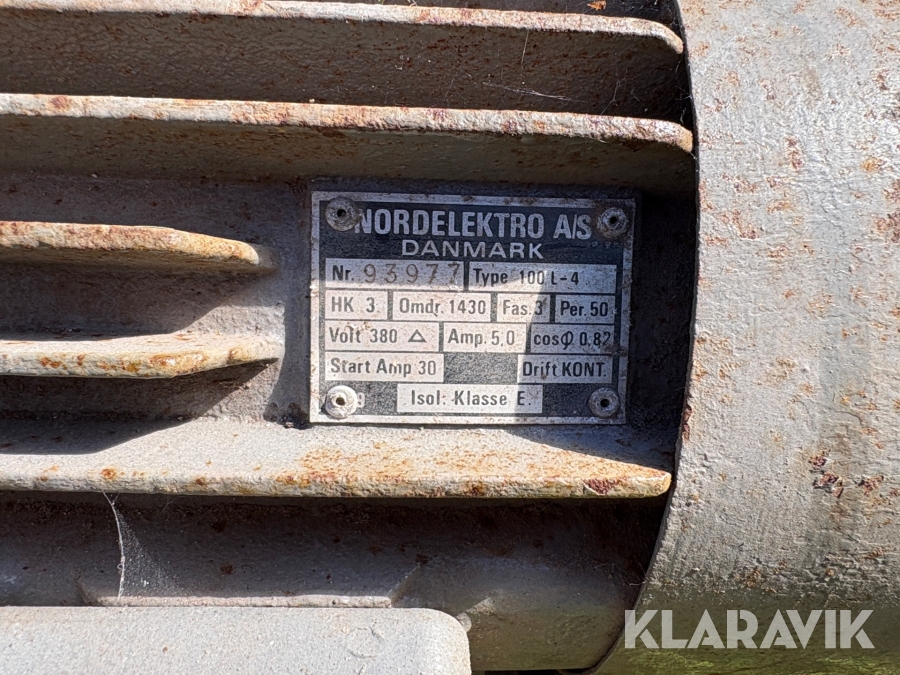 NORDELEKTRO A/S
DANMARK
Nr. 93977 Type 100 L-4
HK 3 Omdr. 1430 Fas. 3 Per. 50
Volt 380 △ Amp. 5,0 cosφ 0,82
Start Amp 30 Drift KONT.
Isol: Klasse E.
KLARAVIK